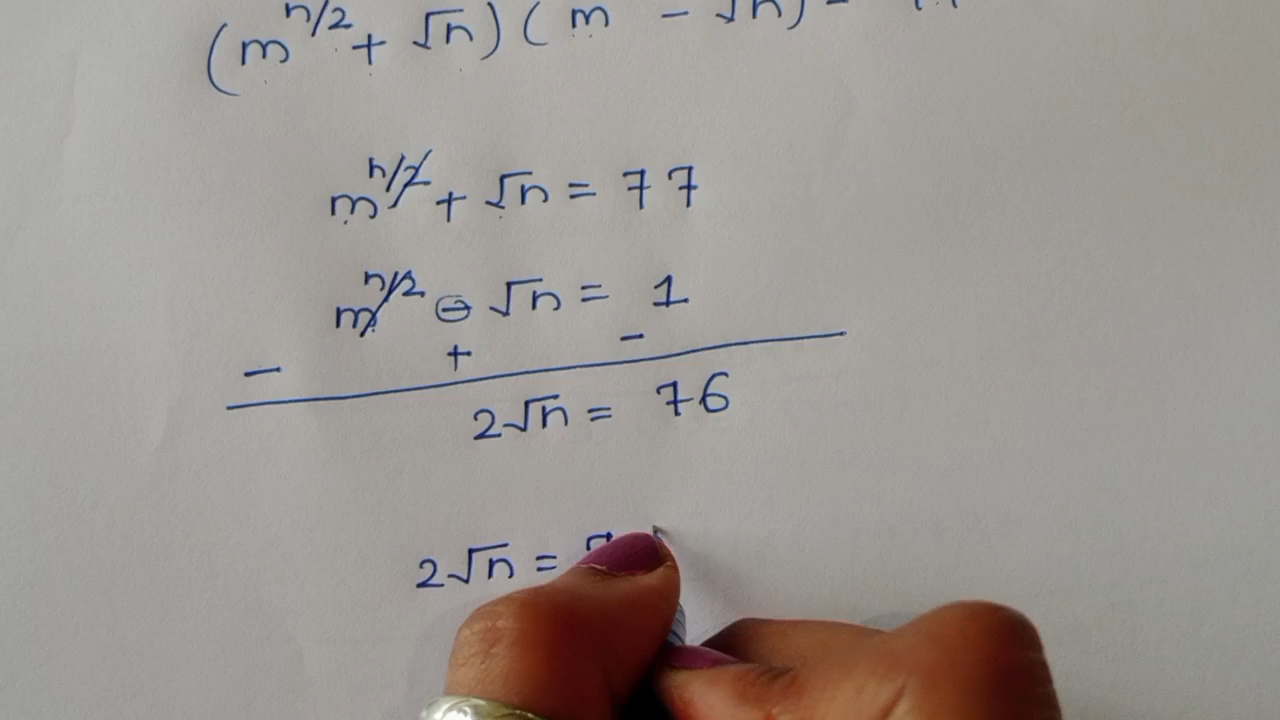 (m^n/2 + √n) (m - √n) =
m^n/2 + √n = 77
m^n/2 ⊖ √n = 1
- + -
2√n = 76
2√n =